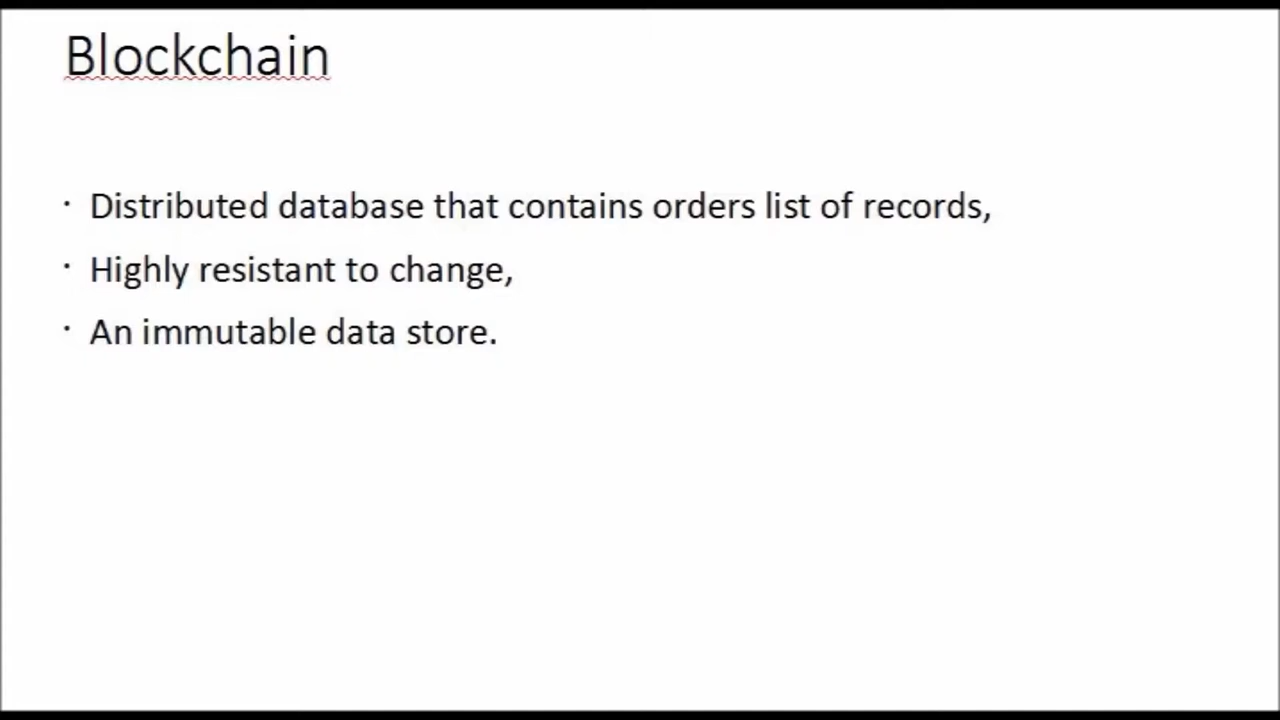 Blockchain
· Distributed database that contains orders list of records,
· Highly resistant to change,
· An immutable data store.